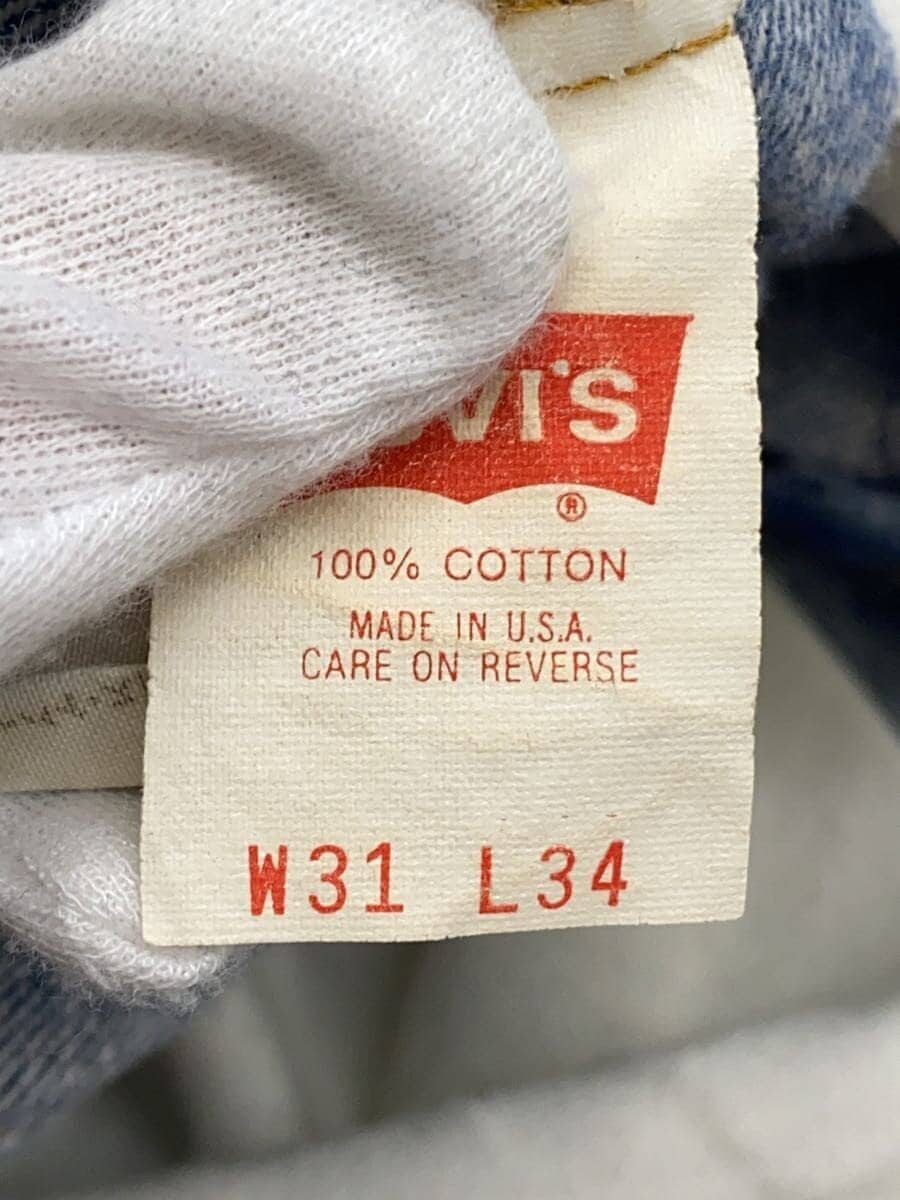 VI'S
®
100% COTTON
MADE IN U.S.A.
CARE ON REVERSE
W31 L34